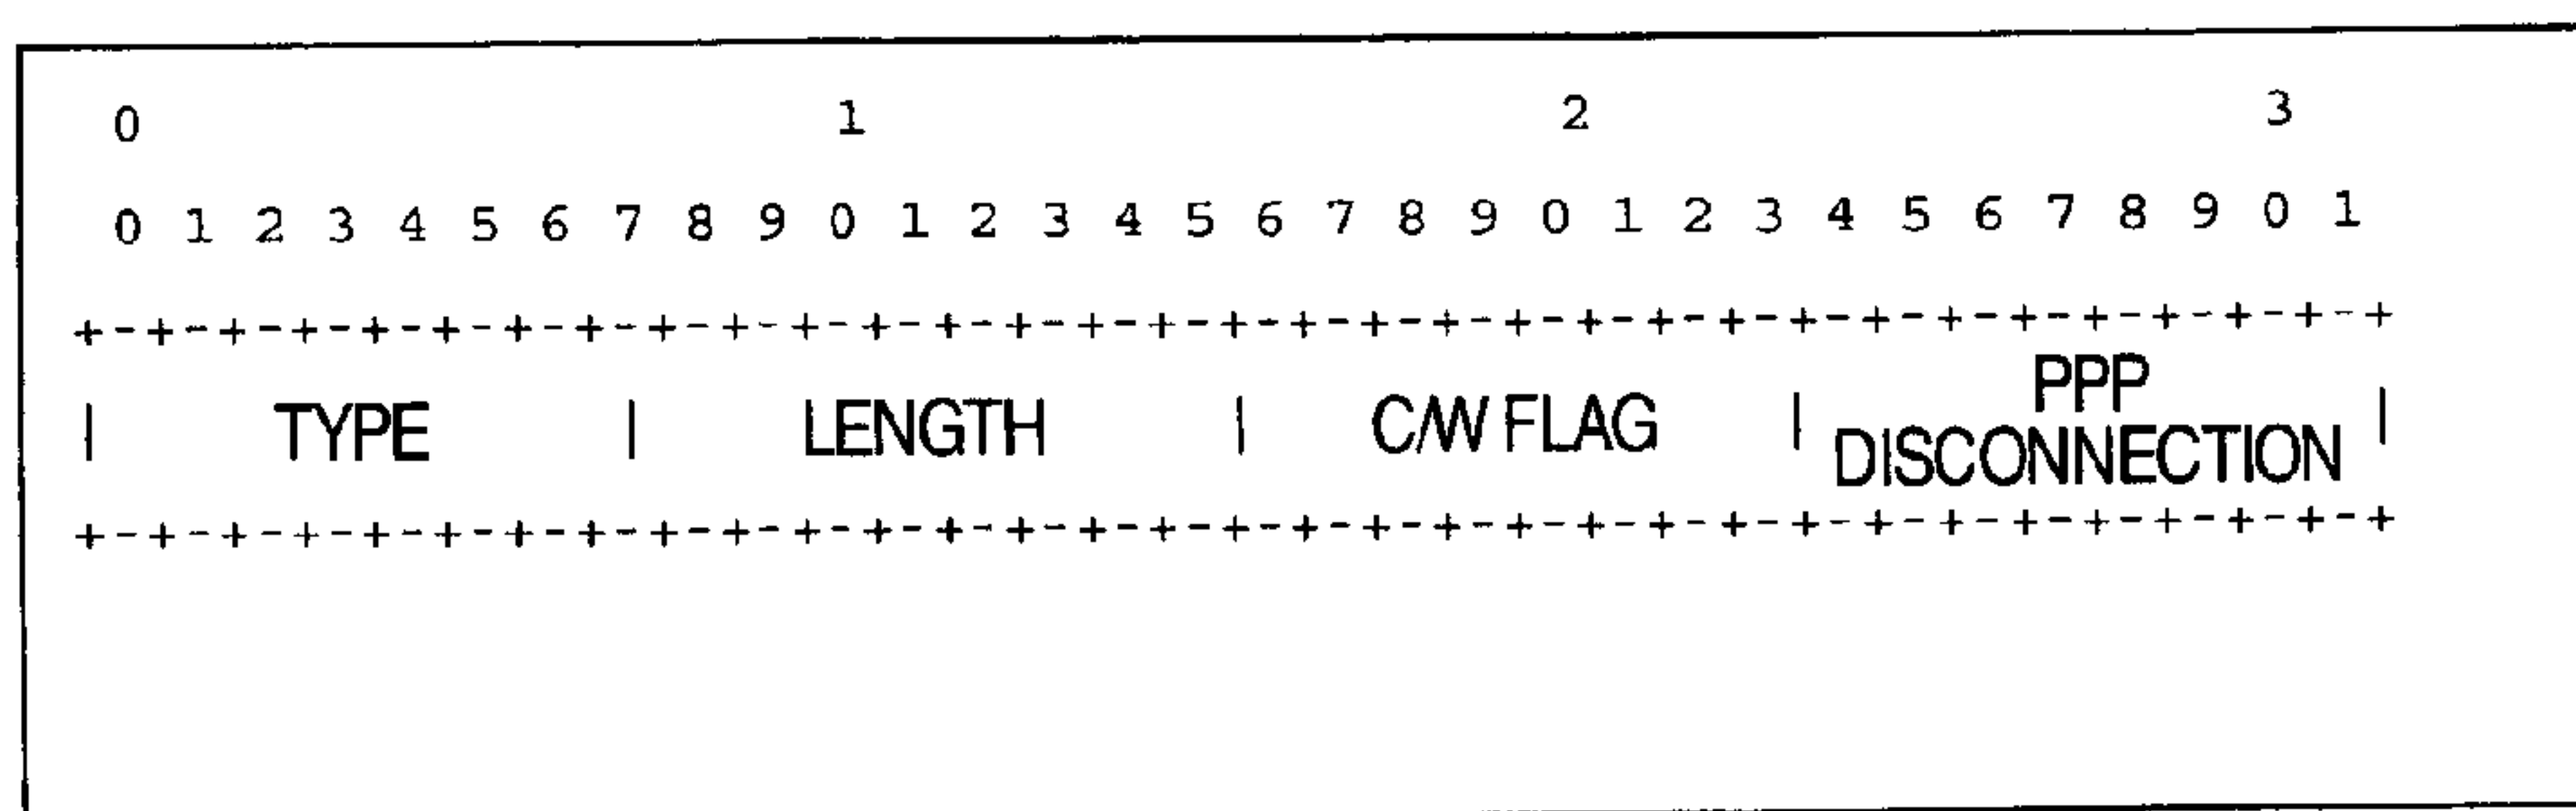 0 1 2 3
0 1 2 3 4 5 6 7 8 9 0 1 2 3 4 5 6 7 8 9 0 1 2 3 4 5 6 7 8 9 0 1
+-+-+-+-+-+-+-+-+-+-+-+-+-+-+-+-+-+-+-+-+-+-+-+-+-+-+-+-+-+-+-+-+
| TYPE | LENGTH | C/W FLAG | PPP DISCONNECTION |
+-+-+-+-+-+-+-+-+-+-+-+-+-+-+-+-+-+-+-+-+-+-+-+-+-+-+-+-+-+-+-+-+